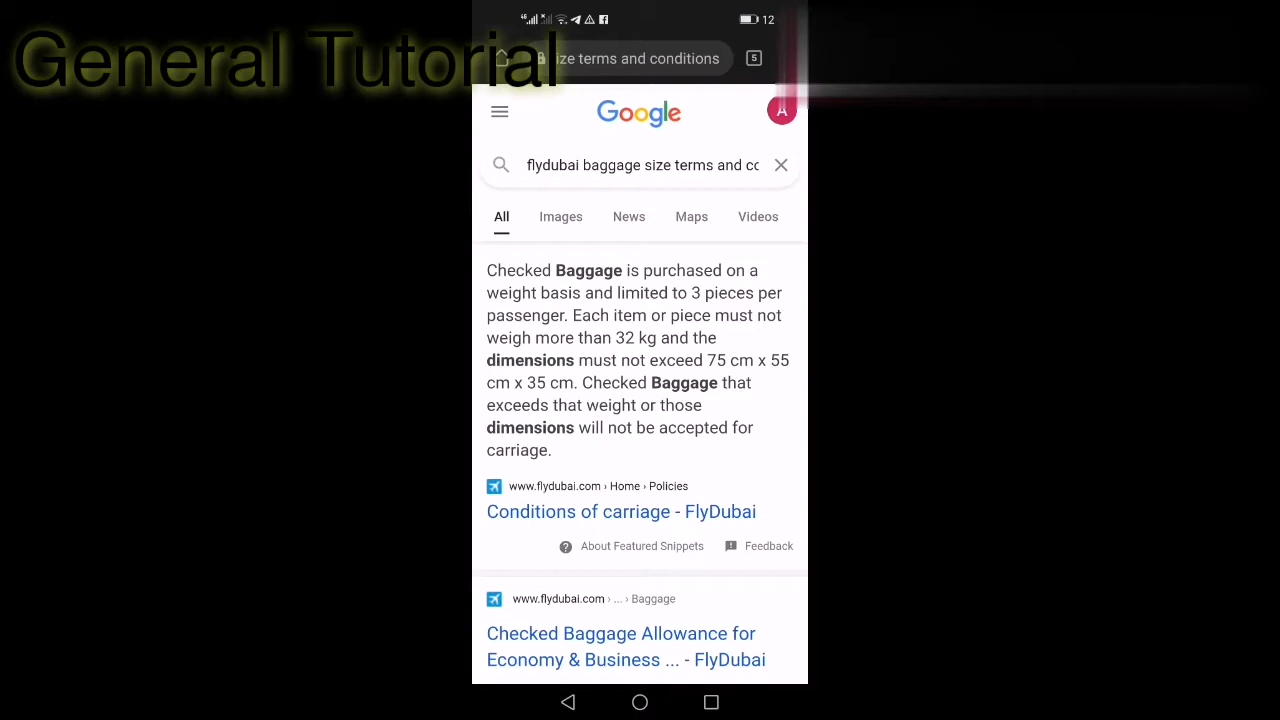 General Tutorial
12
ize terms and conditions
5
Google
A
flydubai baggage size terms and cc
All Images News Maps Videos
Checked Baggage is purchased on a
weight basis and limited to 3 pieces per
passenger. Each item or piece must not
weigh more than 32 kg and the
dimensions must not exceed 75 cm x 55
cm x 35 cm. Checked Baggage that
exceeds that weight or those
dimensions will not be accepted for
carriage.
www.flydubai.com › Home › Policies
Conditions of carriage - FlyDubai
About Featured Snippets Feedback
www.flydubai.com › ... › Baggage
Checked Baggage Allowance for
Economy & Business ... - FlyDubai